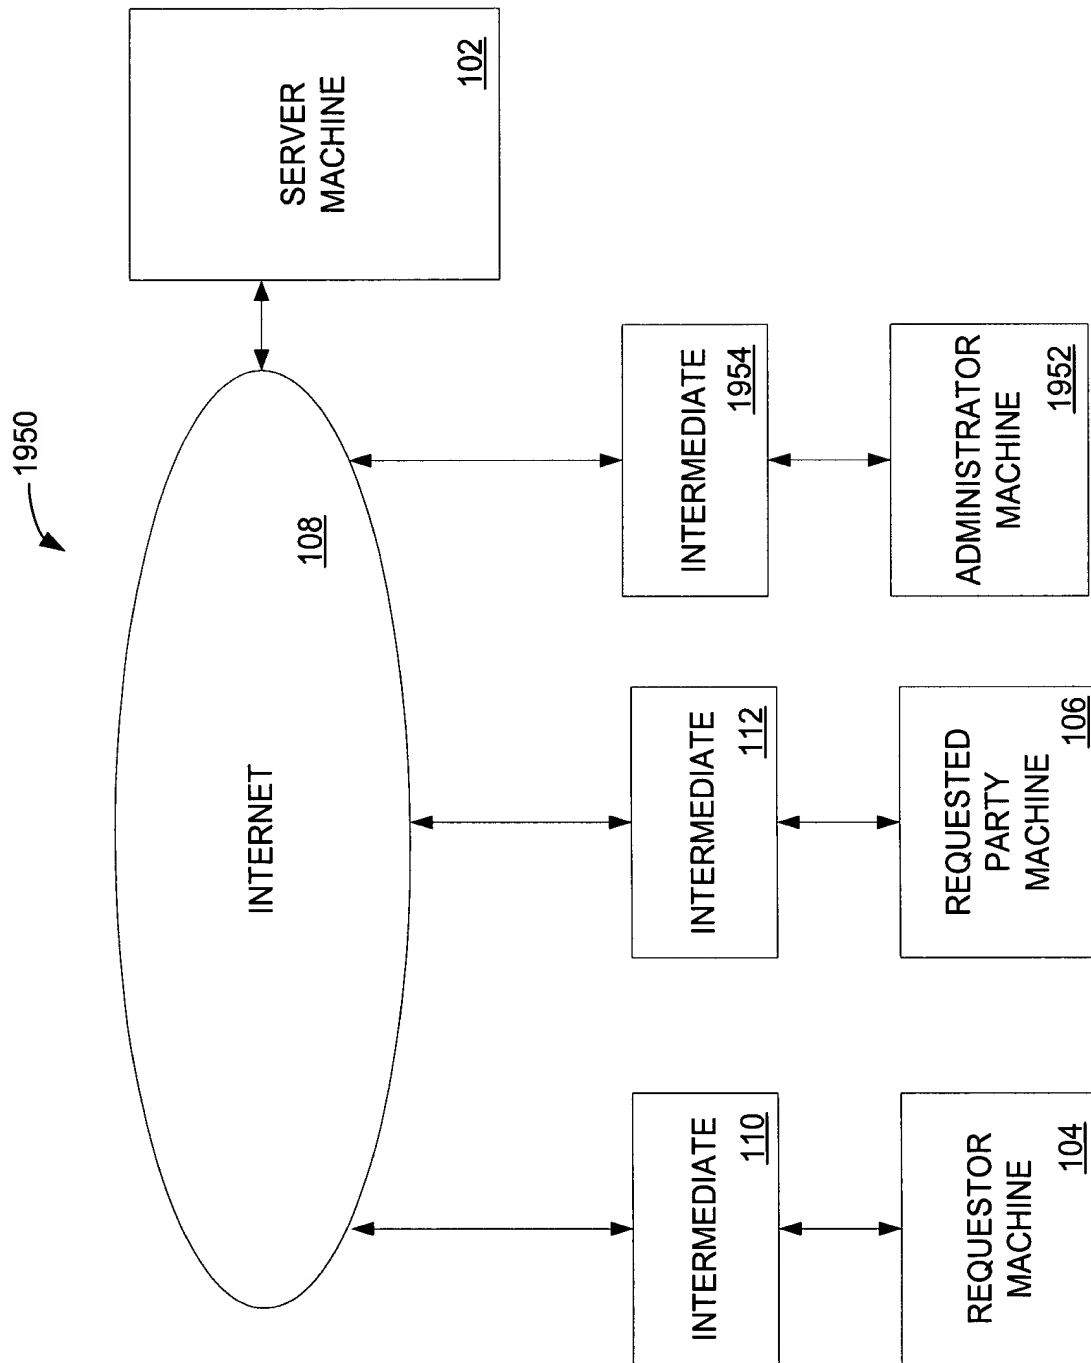 1950
SERVER
MACHINE
102
INTERNET
108
INTERMEDIATE
110
INTERMEDIATE
112
INTERMEDIATE
1954
REQUESTOR
MACHINE
104
REQUESTED
PARTY
MACHINE
106
ADMINISTRATOR
MACHINE
1952